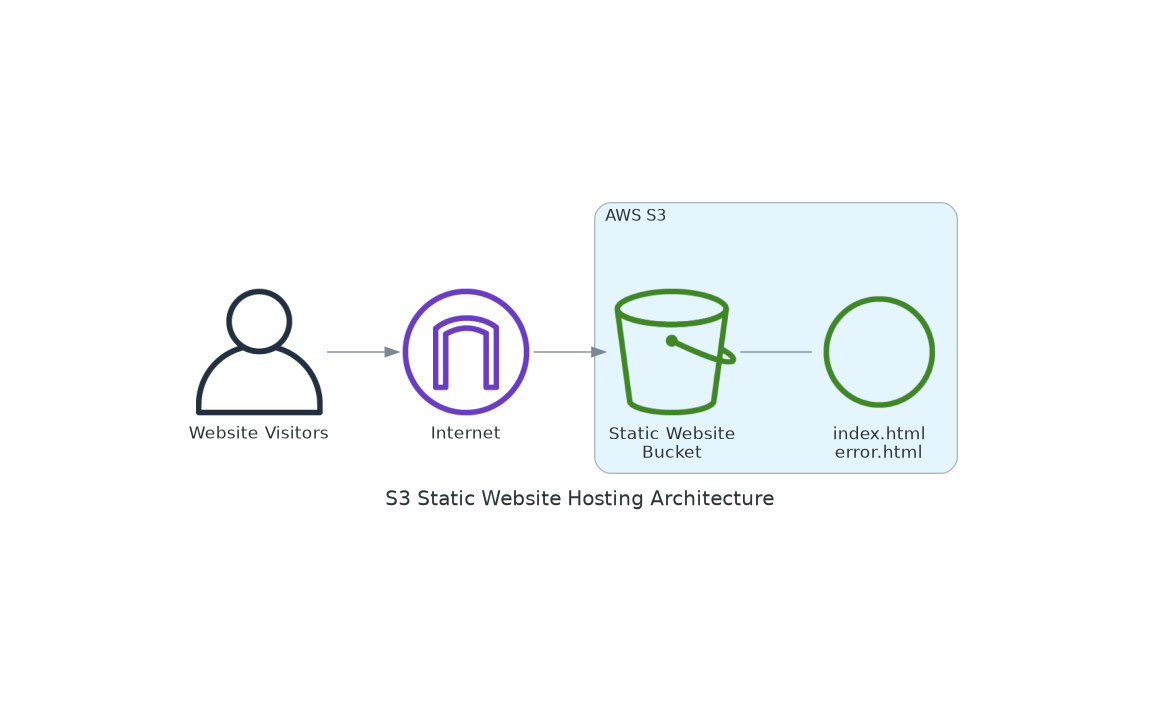 AWS S3
Website Visitors
Internet
Static Website
Bucket
index.html
error.html
S3 Static Website Hosting Architecture